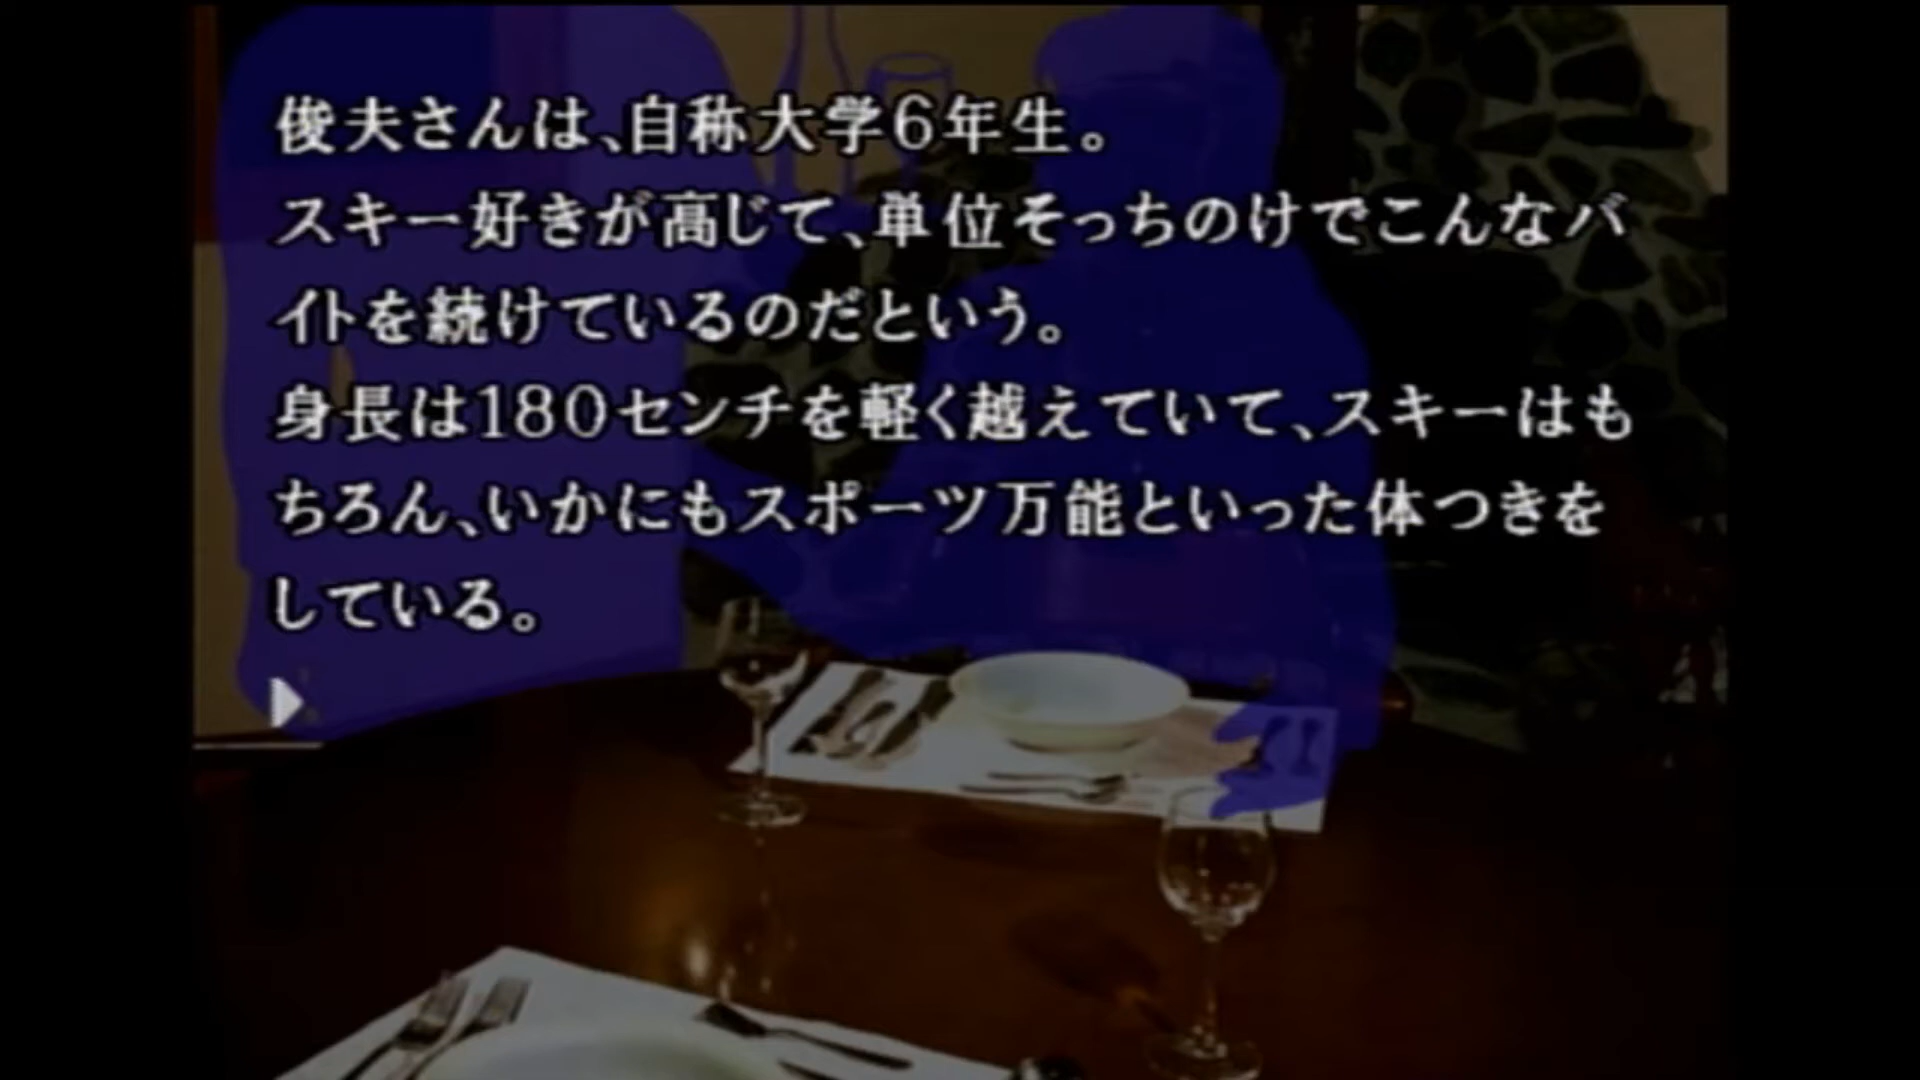 俊夫さんは、自称大学6年生。
スキー好きが高じて、単位そっちのけでこんなバ
イトを続けているのだという。
身長は180センチを軽く越えていて、スキーはも
ちろん、いかにもスポーツ万能といった体つきを
している。